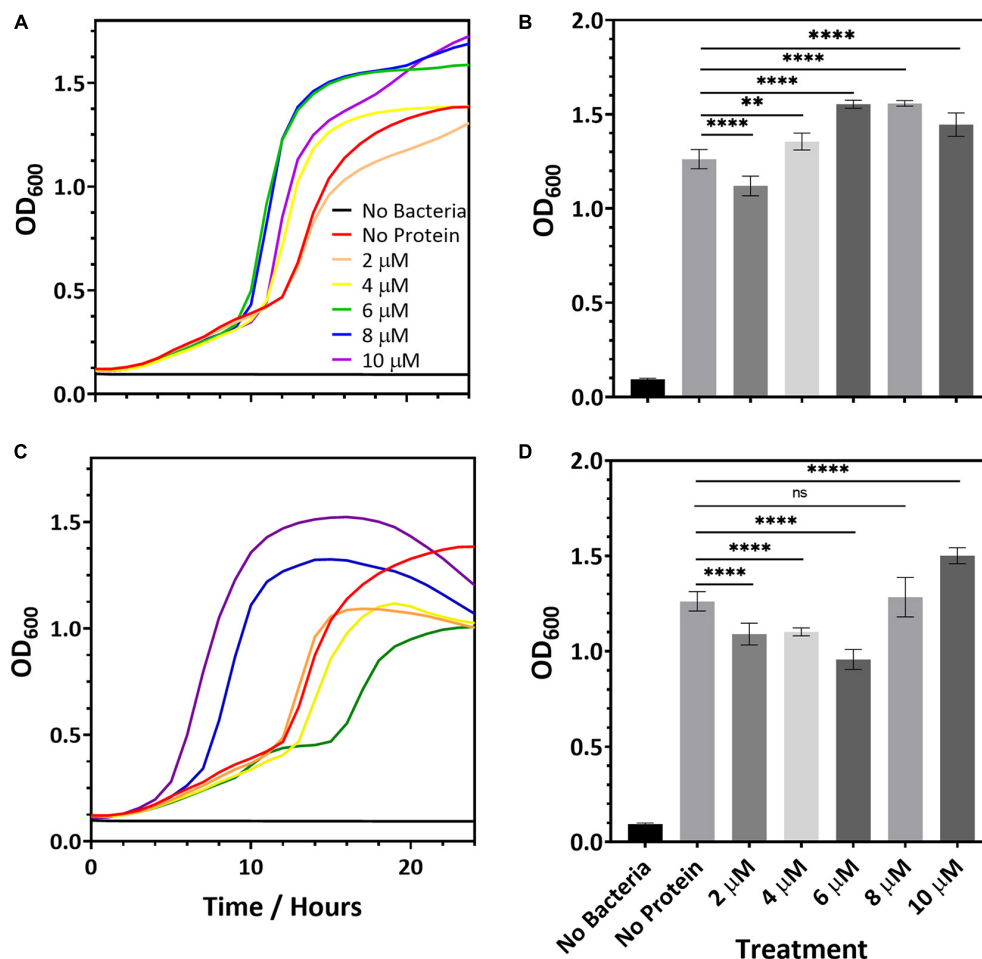 A
OD600
1.5
1.0
0.5
0.0
No Bacteria
No Protein
2 μM
4 μM
6 μM
8 μM
10 μM
B
OD600
2.0
1.5
1.0
0.5
0.0
****
****
****
**
****
C
OD600
1.5
1.0
0.5
0.0
0
10
20
Time / Hours
D
OD600
2.0
1.5
1.0
0.5
0.0
****
ns
****
****
****
No Bacteria
No Protein
2 μM
4 μM
6 μM
8 μM
10 μM
Treatment